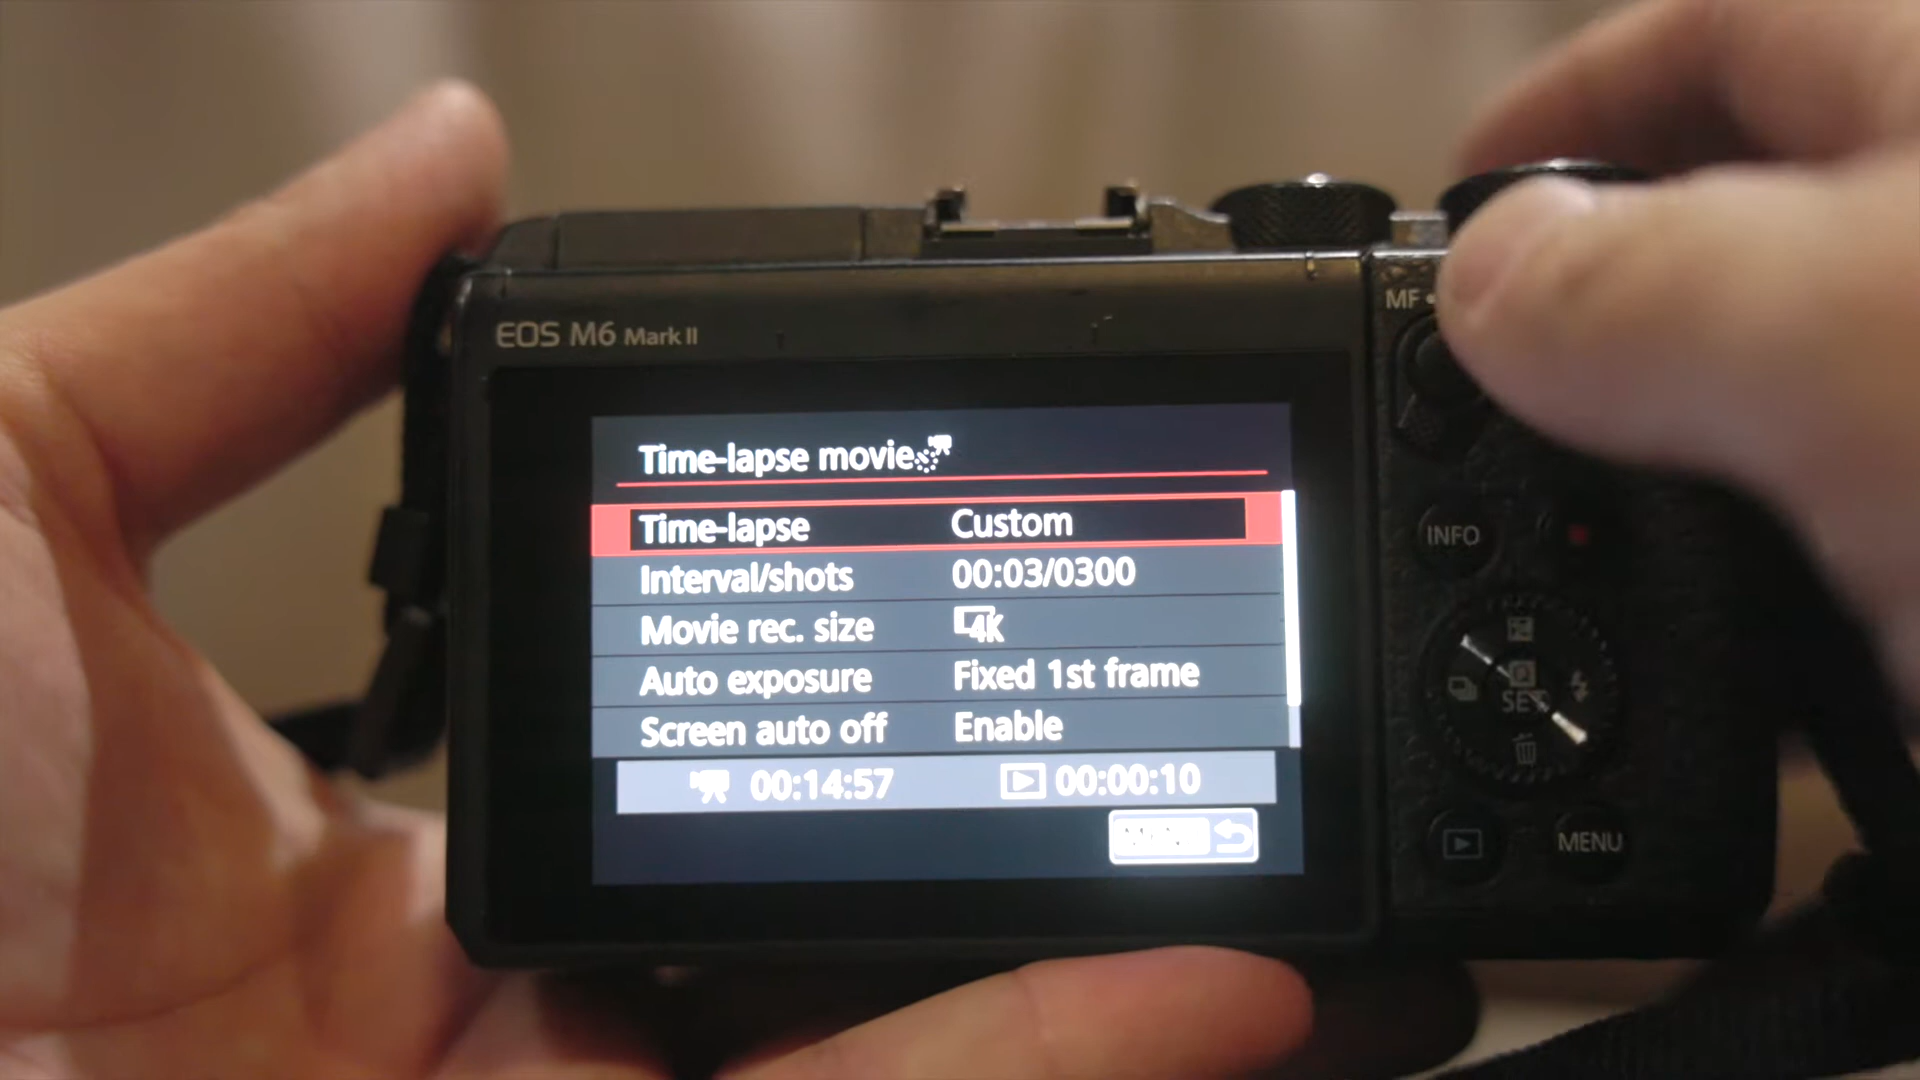 EOS M6 Mark II
MF
Time-lapse movie
Time-lapse Custom
Interval/shots 00:03/0300
Movie rec. size 4K
Auto exposure Fixed 1st frame
Screen auto off Enable
00:14:57 00:00:10
INFO
SET
MENU